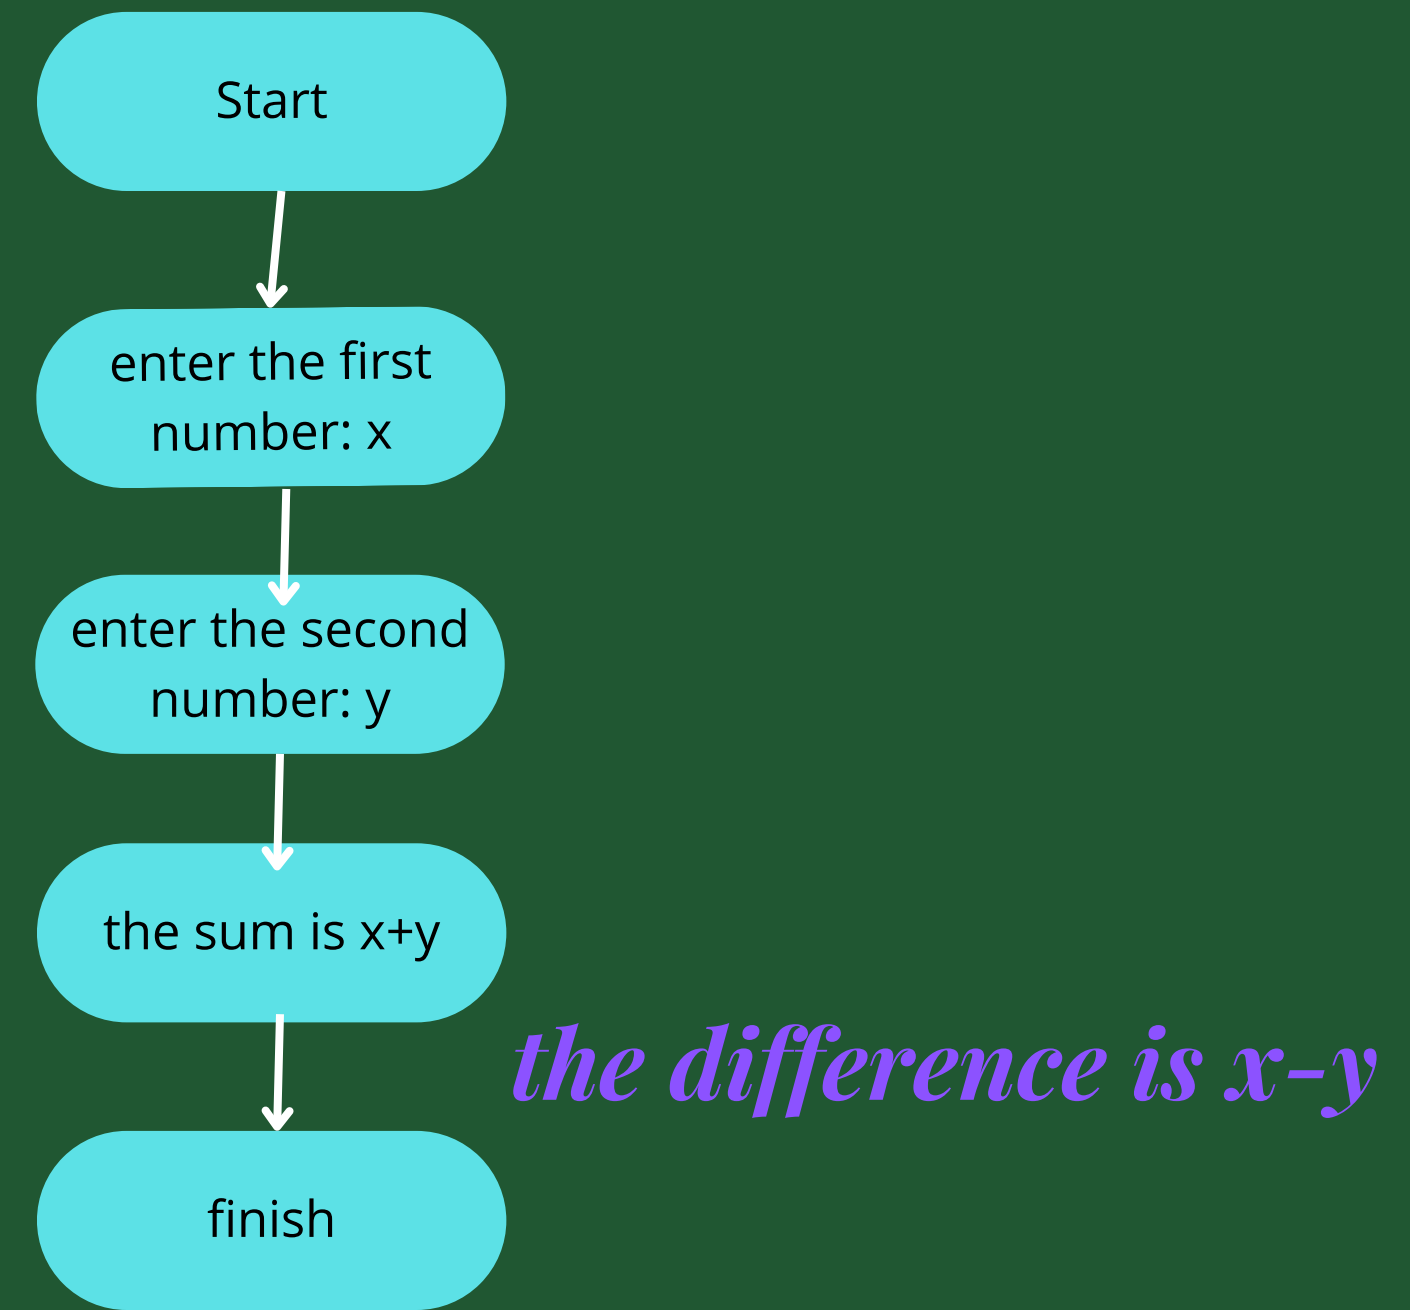 Start
enter the first
number: x
enter the second
number: y
the sum is x+y
the difference is x-y
finish